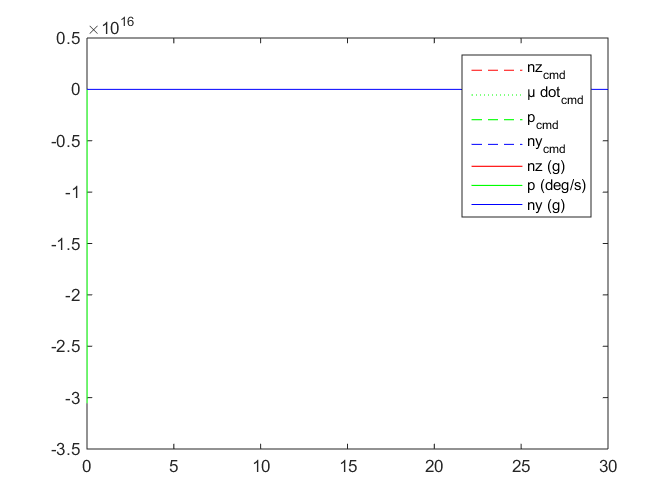 ×10^16
0.5
0
-0.5
-1
-1.5
-2
-2.5
-3
-3.5
0 5 10 15 20 25 30
nz_cmd
μ dot_cmd
p_cmd
ny_cmd
nz (g)
p (deg/s)
ny (g)